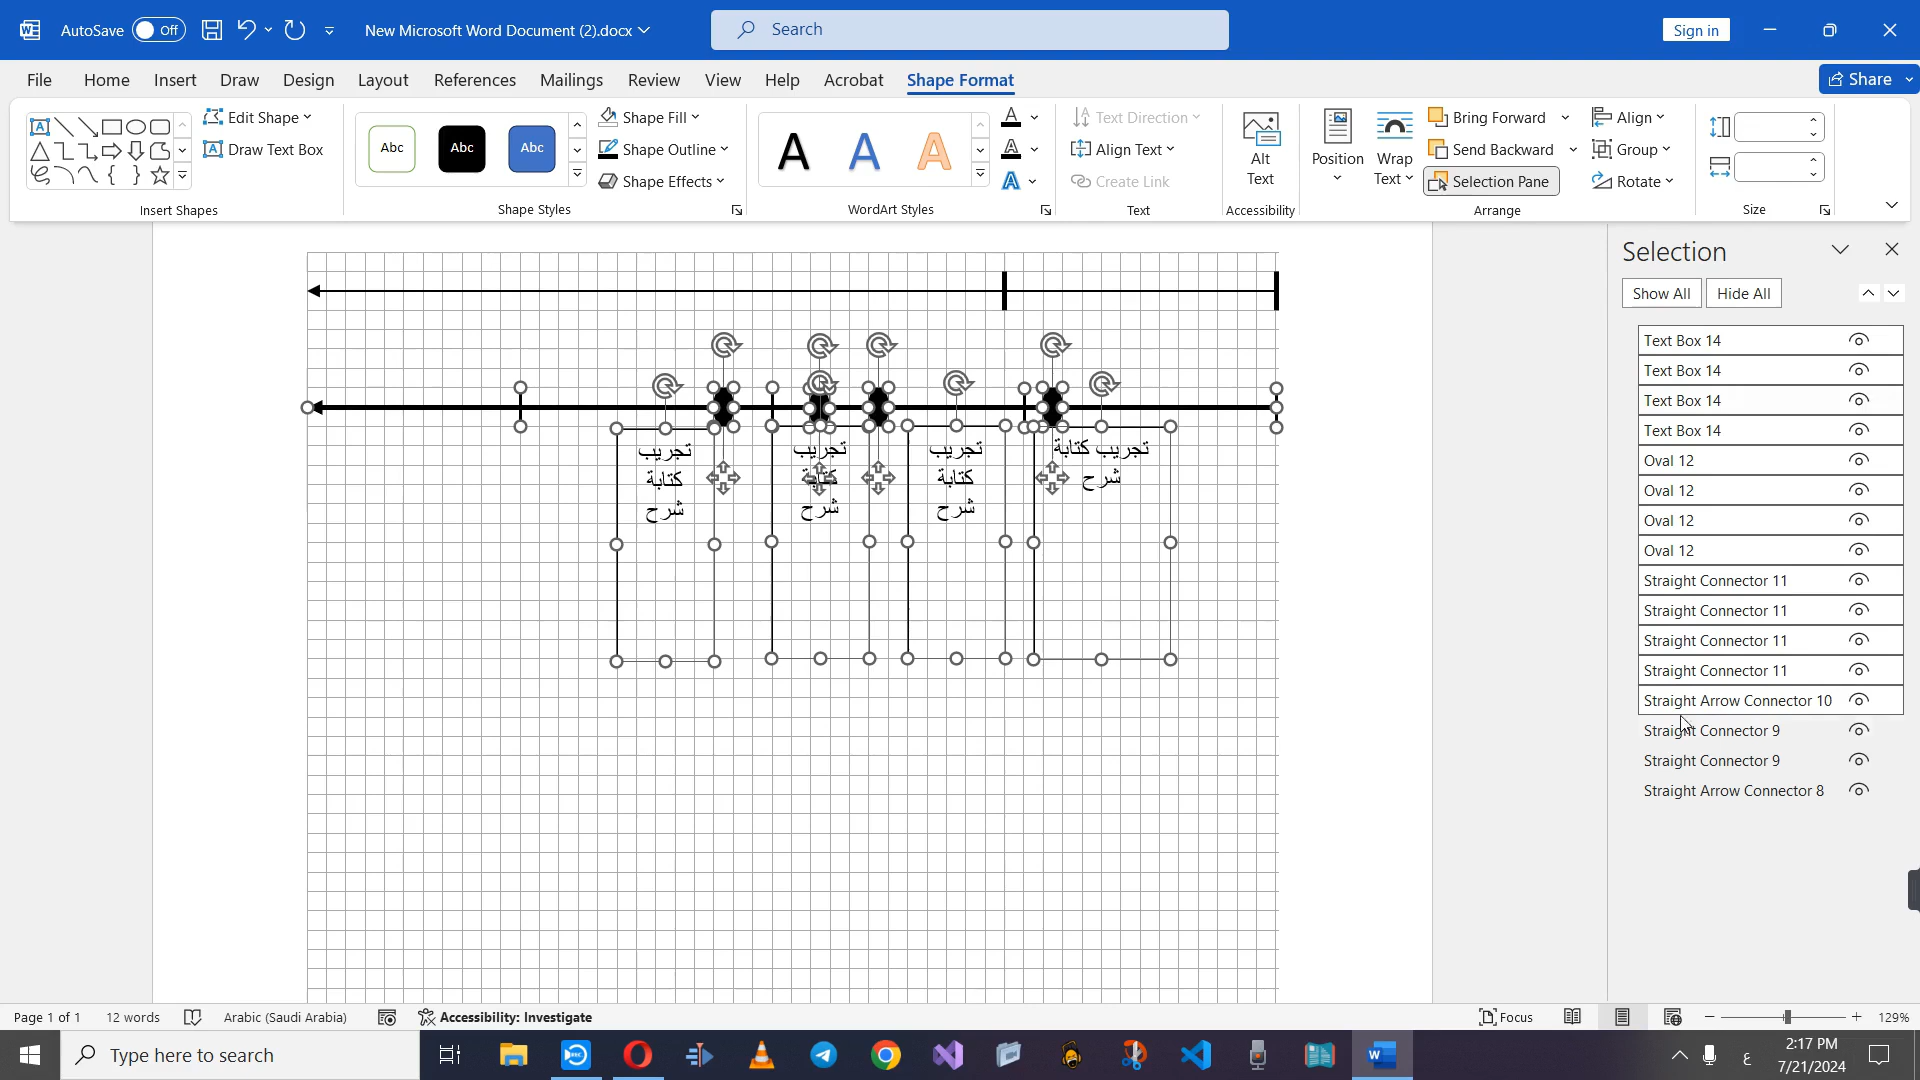 AutoSave Off New Microsoft Word Document (2).docx Search Sign in
File Home Insert Draw Design Layout References Mailings Review View Help Acrobat Shape Format Share
Edit Shape
Draw Text Box
Insert Shapes
Abc Abc Abc
Shape Fill
Shape Outline
Shape Effects
Shape Styles
A A A
WordArt Styles
Text Direction
Align Text
Create Link
Text
Alt
Text
Accessibility
Position
Wrap
Text
Bring Forward
Send Backward
Selection Pane
Align
Group
Rotate
Arrange
Size
تجريب
كتابة
شرح
تجريب
كتابة
شرح
تجريب
كتابة
شرح
تجريب كتابة
شرح
Selection
Show All Hide All
Text Box 14
Text Box 14
Text Box 14
Text Box 14
Oval 12
Oval 12
Oval 12
Oval 12
Straight Connector 11
Straight Connector 11
Straight Connector 11
Straight Connector 11
Straight Arrow Connector 10
Straight Connector 9
Straight Connector 9
Straight Arrow Connector 8
Page 1 of 1 12 words Arabic (Saudi Arabia) Accessibility: Investigate Focus 129%
Type here to search
ع
2:17 PM
7/21/2024